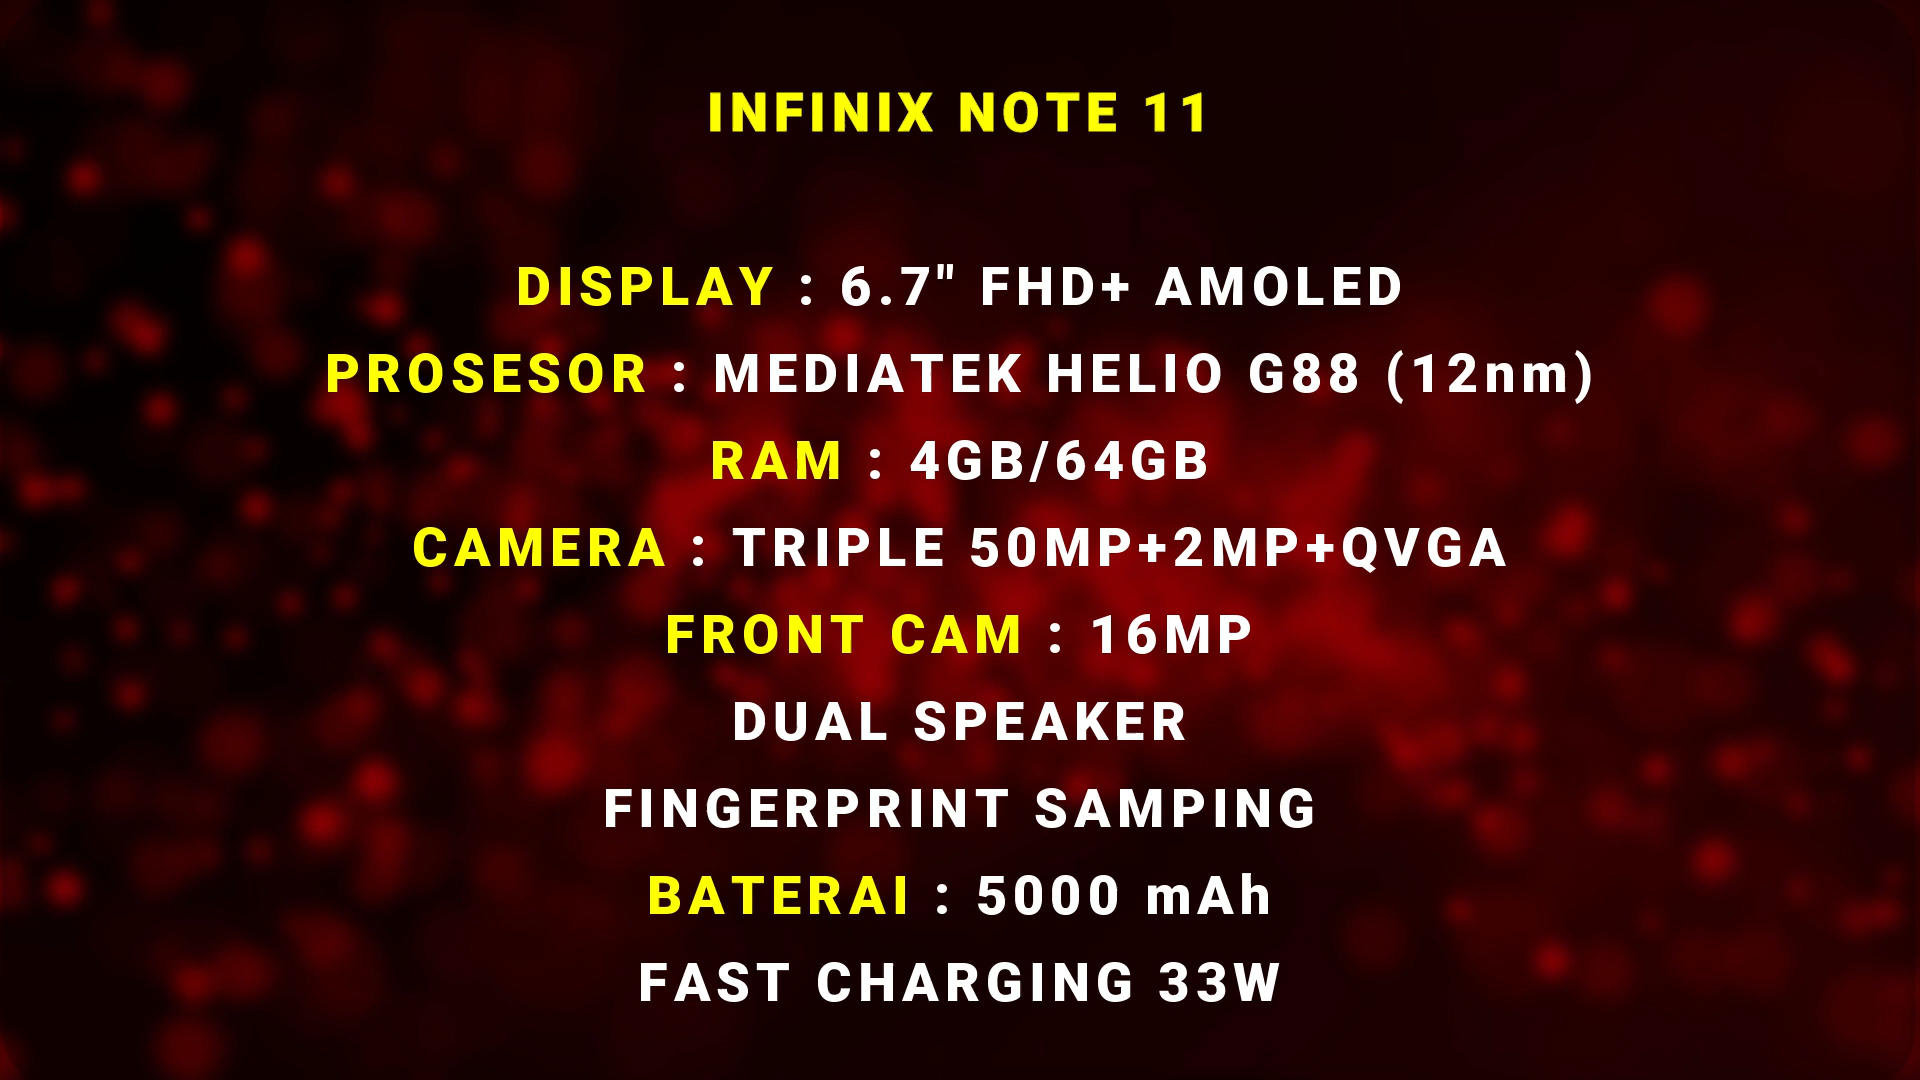 INFINIX NOTE 11
DISPLAY : 6.7" FHD+ AMOLED
PROSESOR : MEDIATEK HELIO G88 (12nm)
RAM : 4GB/64GB
CAMERA : TRIPLE 50MP+2MP+QVGA
FRONT CAM : 16MP
DUAL SPEAKER
FINGERPRINT SAMPING
BATERAI : 5000 mAh
FAST CHARGING 33W